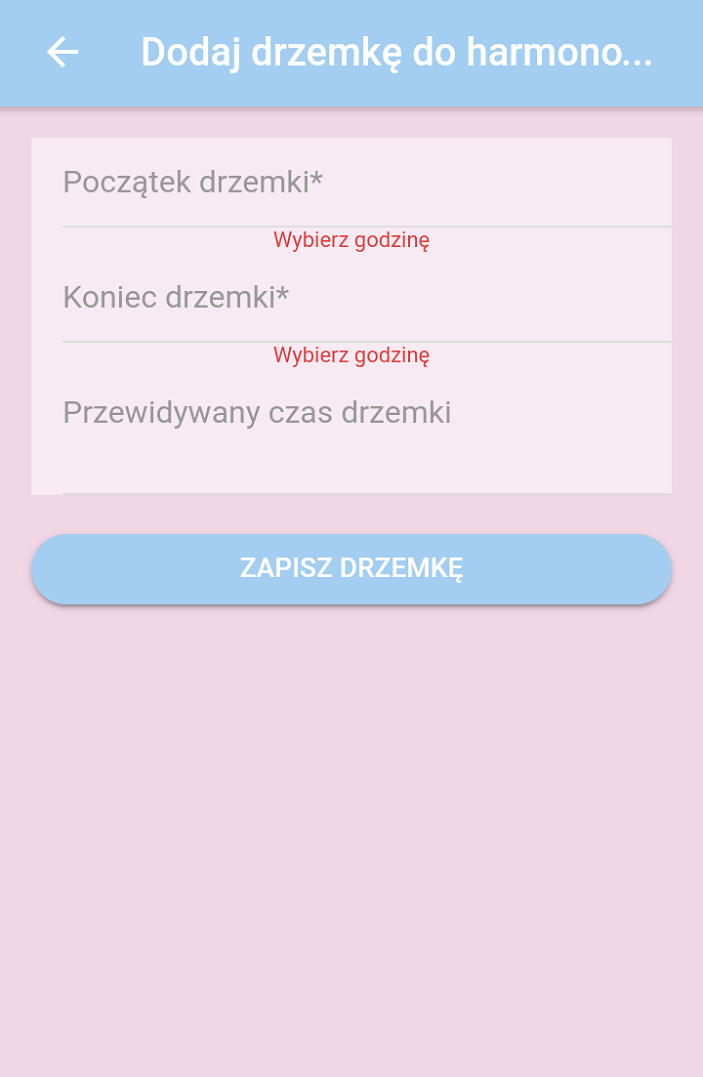 Dodaj drzemkę do harmono...
Początek drzemki*
Wybierz godzinę
Koniec drzemki*
Wybierz godzinę
Przewidywany czas drzemki
ZAPISZ DRZEMKĘ